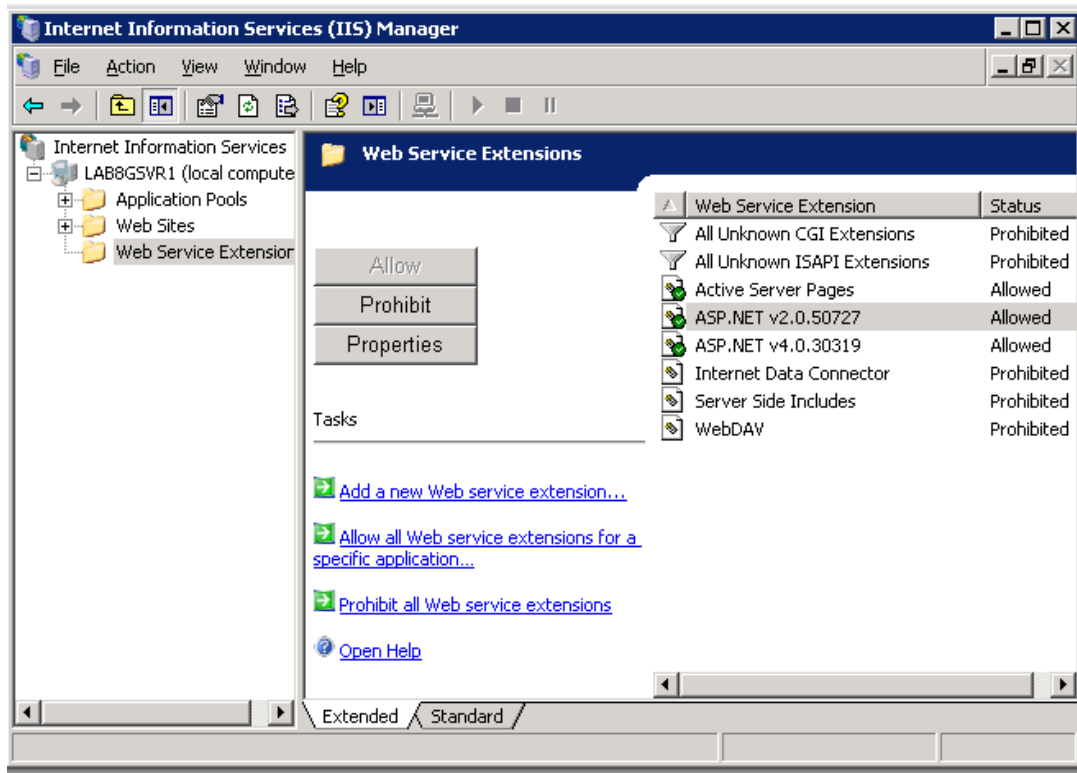 Internet Information Services (IIS) Manager
File Action View Window Help
Internet Information Services
LAB8GSVR1 (local compute
Application Pools
Web Sites
Web Service Extension
Web Service Extensions
Allow
Prohibit
Properties
Tasks
Add a new Web service extension...
Allow all Web service extensions for a
specific application...
Prohibit all Web service extensions
Open Help
Web Service Extension Status
All Unknown CGI Extensions Prohibited
All Unknown ISAPI Extensions Prohibited
Active Server Pages Allowed
ASP.NET v2.0.50727 Allowed
ASP.NET v4.0.30319 Allowed
Internet Data Connector Prohibited
Server Side Includes Prohibited
WebDAV Prohibited
Extended Standard